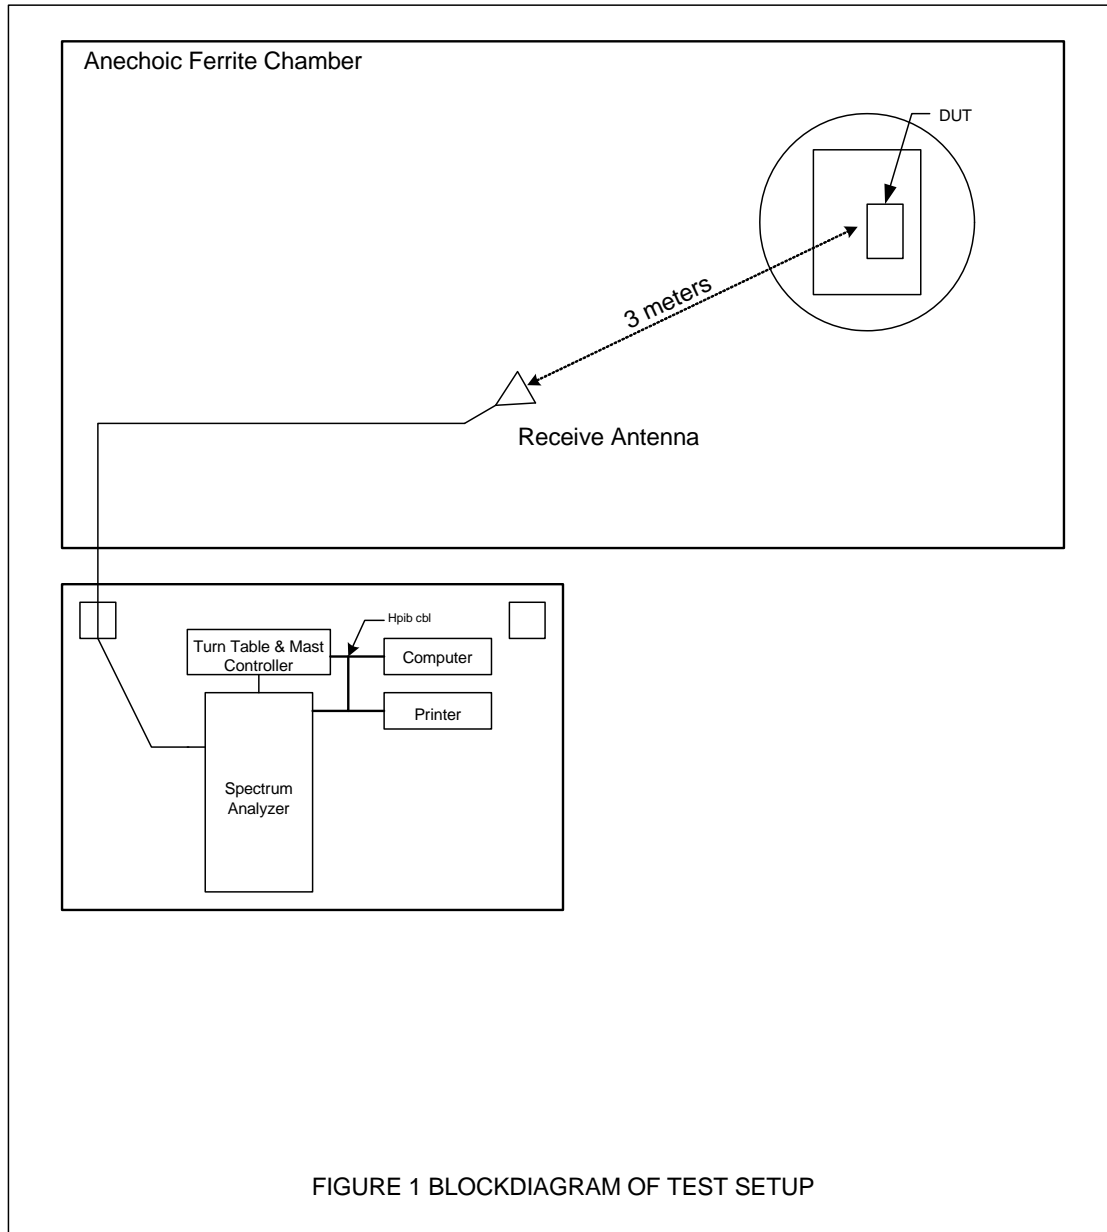 Anechoic Ferrite Chamber
DUT
3 meters
Receive Antenna
Hpib cbl
Turn Table & Mast
Controller
Computer
Printer
Spectrum
Analyzer
FIGURE 1 BLOCKDIAGRAM OF TEST SETUP